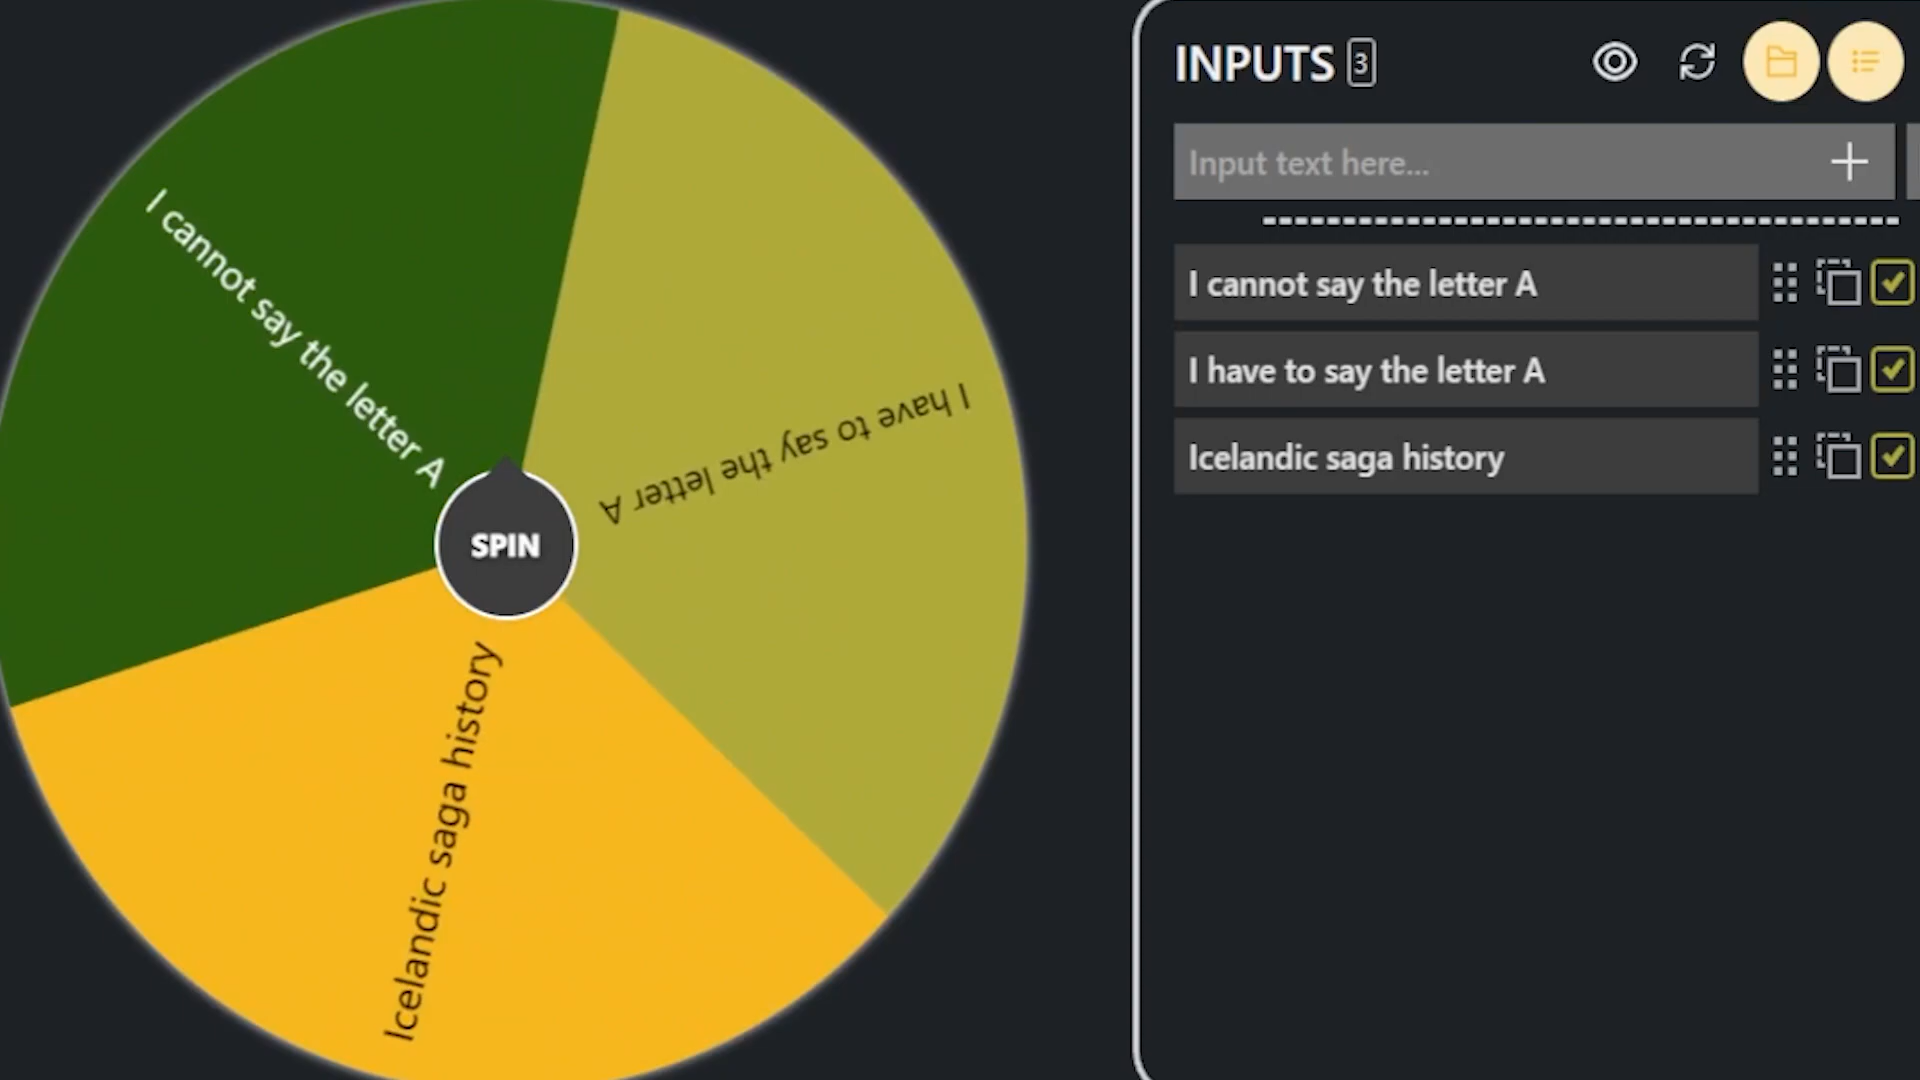 I cannot say the letter A
I have to say the letter A
Icelandic saga history
SPIN
INPUTS 3
Input text here...
I cannot say the letter A
I have to say the letter A
Icelandic saga history